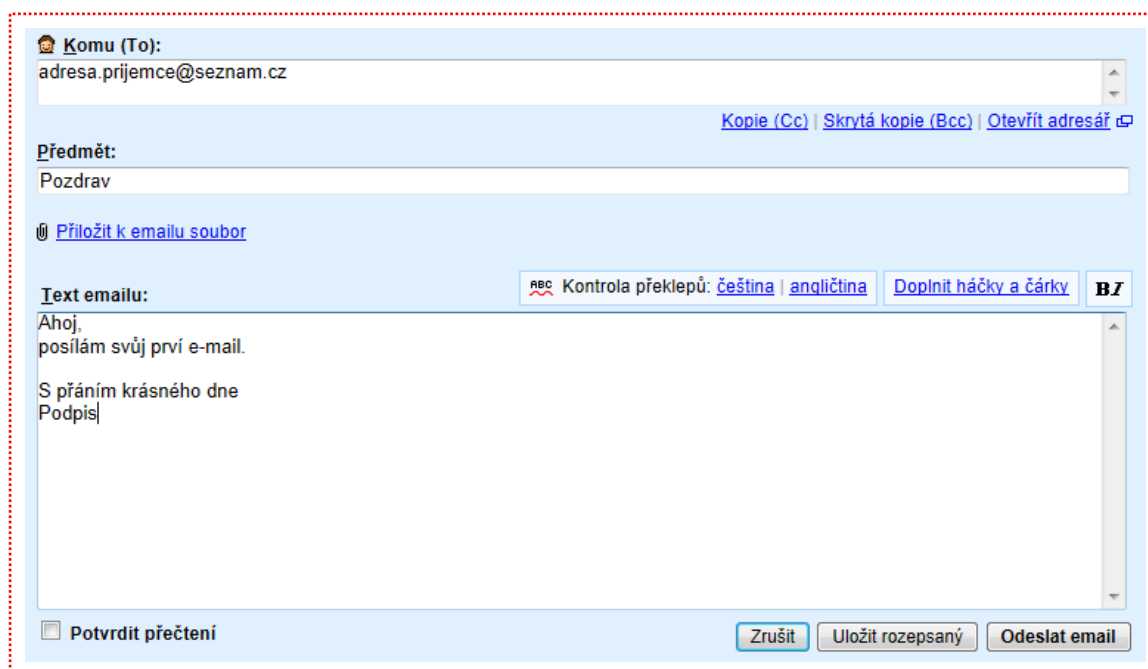 Komu (To):
adresa.prijemce@seznam.cz
Kopie (Cc) | Skrytá kopie (Bcc) | Otevřít adresář
Předmět:
Pozdrav
Přiložit k emailu soubor
Text emailu:
ABC Kontrola překlepů: čeština | angličtina
Doplnit háčky a čárky
B I
Ahoj,
posílám svůj prví e-mail.
S přáním krásného dne
Podpis
Potvrdit přečtení
Zrušit
Uložit rozepsaný
Odeslat email